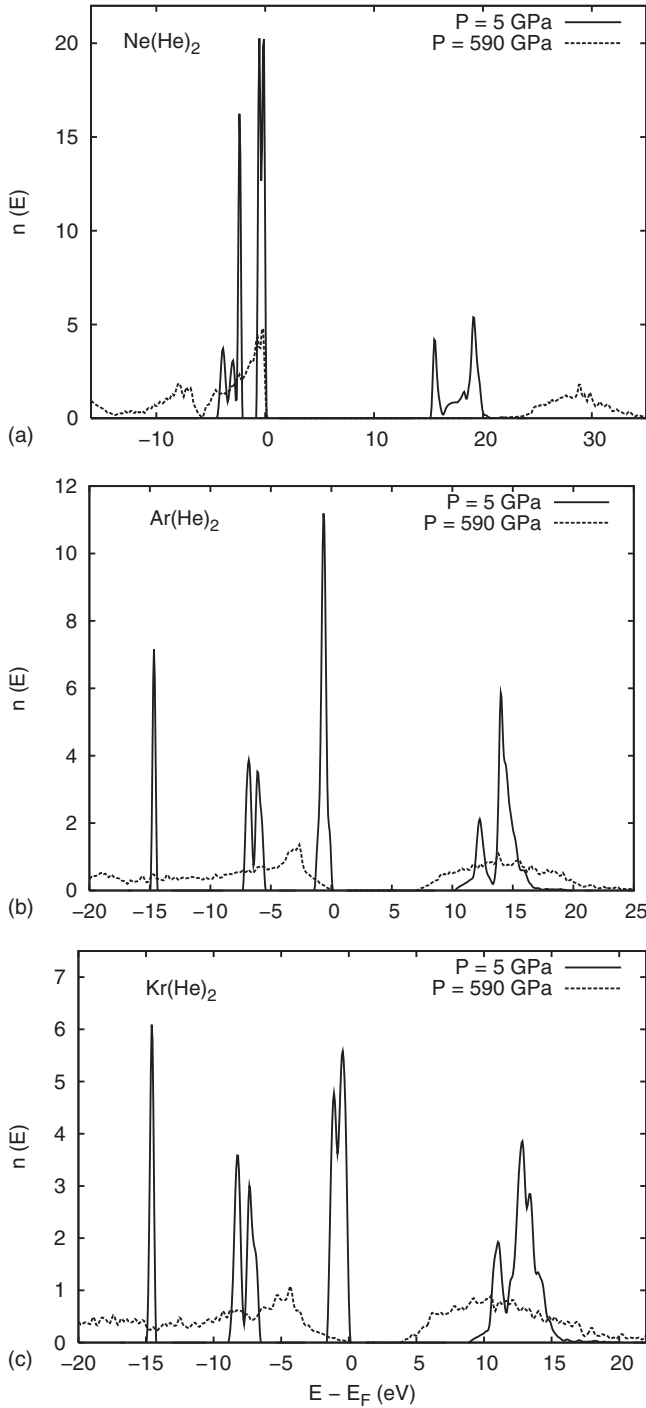 20
15
10
5
0
n (E)
Ne(He)2
P = 5 GPa
P = 590 GPa
−10
0
10
20
30
(a)
12
10
8
6
4
2
0
n (E)
Ar(He)2
P = 5 GPa
P = 590 GPa
−20
−15
−10
−5
0
5
10
15
20
25
(b)
7
6
5
4
3
2
1
0
n (E)
Kr(He)2
P = 5 GPa
P = 590 GPa
−20
−15
−10
−5
0
5
10
15
20
(c)
E − EF (eV)